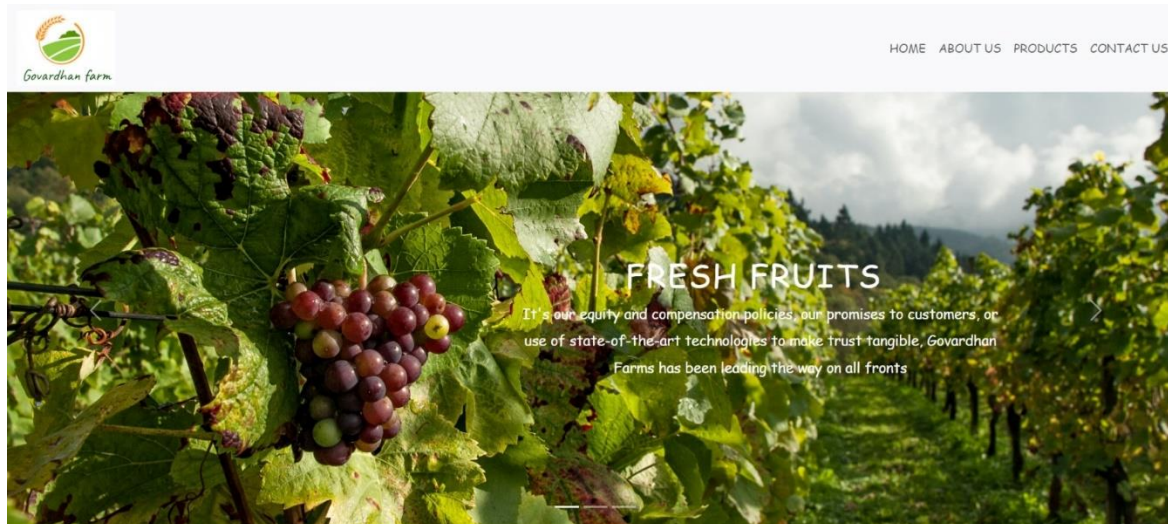 Govardhan farm
HOME ABOUT US PRODUCTS CONTACT US
FRESH FRUITS
It's our equity and compensation policies, our promises to customers, or
use of state-of-the-art technologies to make trust tangible, Govardhan
Farms has been leading the way on all fronts